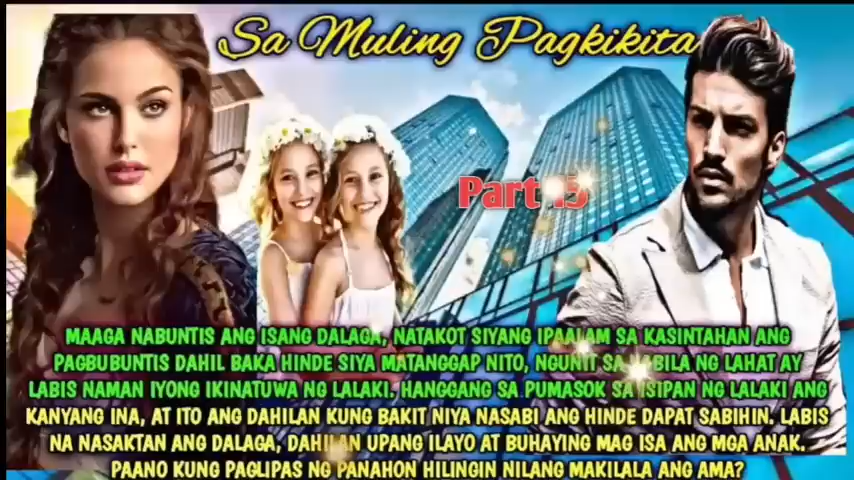 Sa Muling Pagkikita
Part 15
MAAGA NABUNTIS ANG ISANG DALAGA, NATAKOT SIYANG IPAALAM SA KASINTAHAN ANG
PAGBUBUNTIS DAHIL BAKA HINDE SIYA MATANGGAP NITO, NGUNIT SA KABILA NG LAHAT AY
LABIS NAMAN IYONG IKINATUWA NG LALAKI. HANGGANG SA PUMASOK SA ISIPAN NG LALAKI ANG
KANYANG INA, AT ITO ANG DAHILAN KUNG BAKIT NIYA NASABI ANG HINDE DAPAT SABIHIN. LABIS
NA NASAKTAN ANG DALAGA, DAHILAN UPANG ILAYO AT BUHAYING MAG ISA ANG MGA ANAK.
PAANO KUNG PAGLIPAS NG PANAHON HILINGIN NILANG MAKILALA ANG AMA?